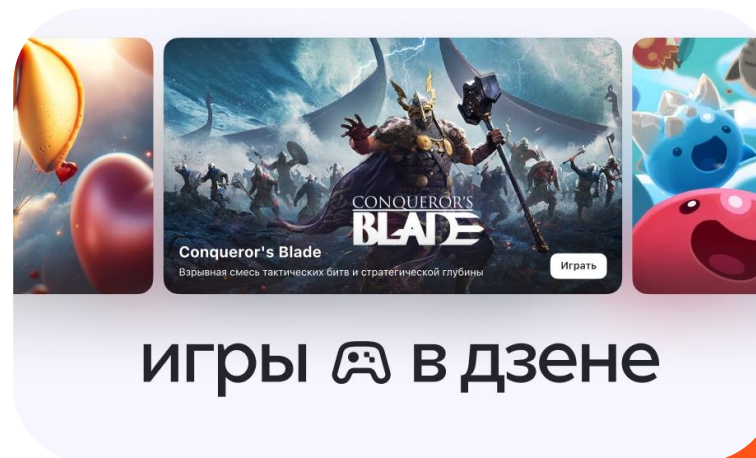 CONQUEROR'S
BLADE
Conqueror's Blade
Взрывная смесь тактических битв и стратегической глубины
Играть
игры в дзене